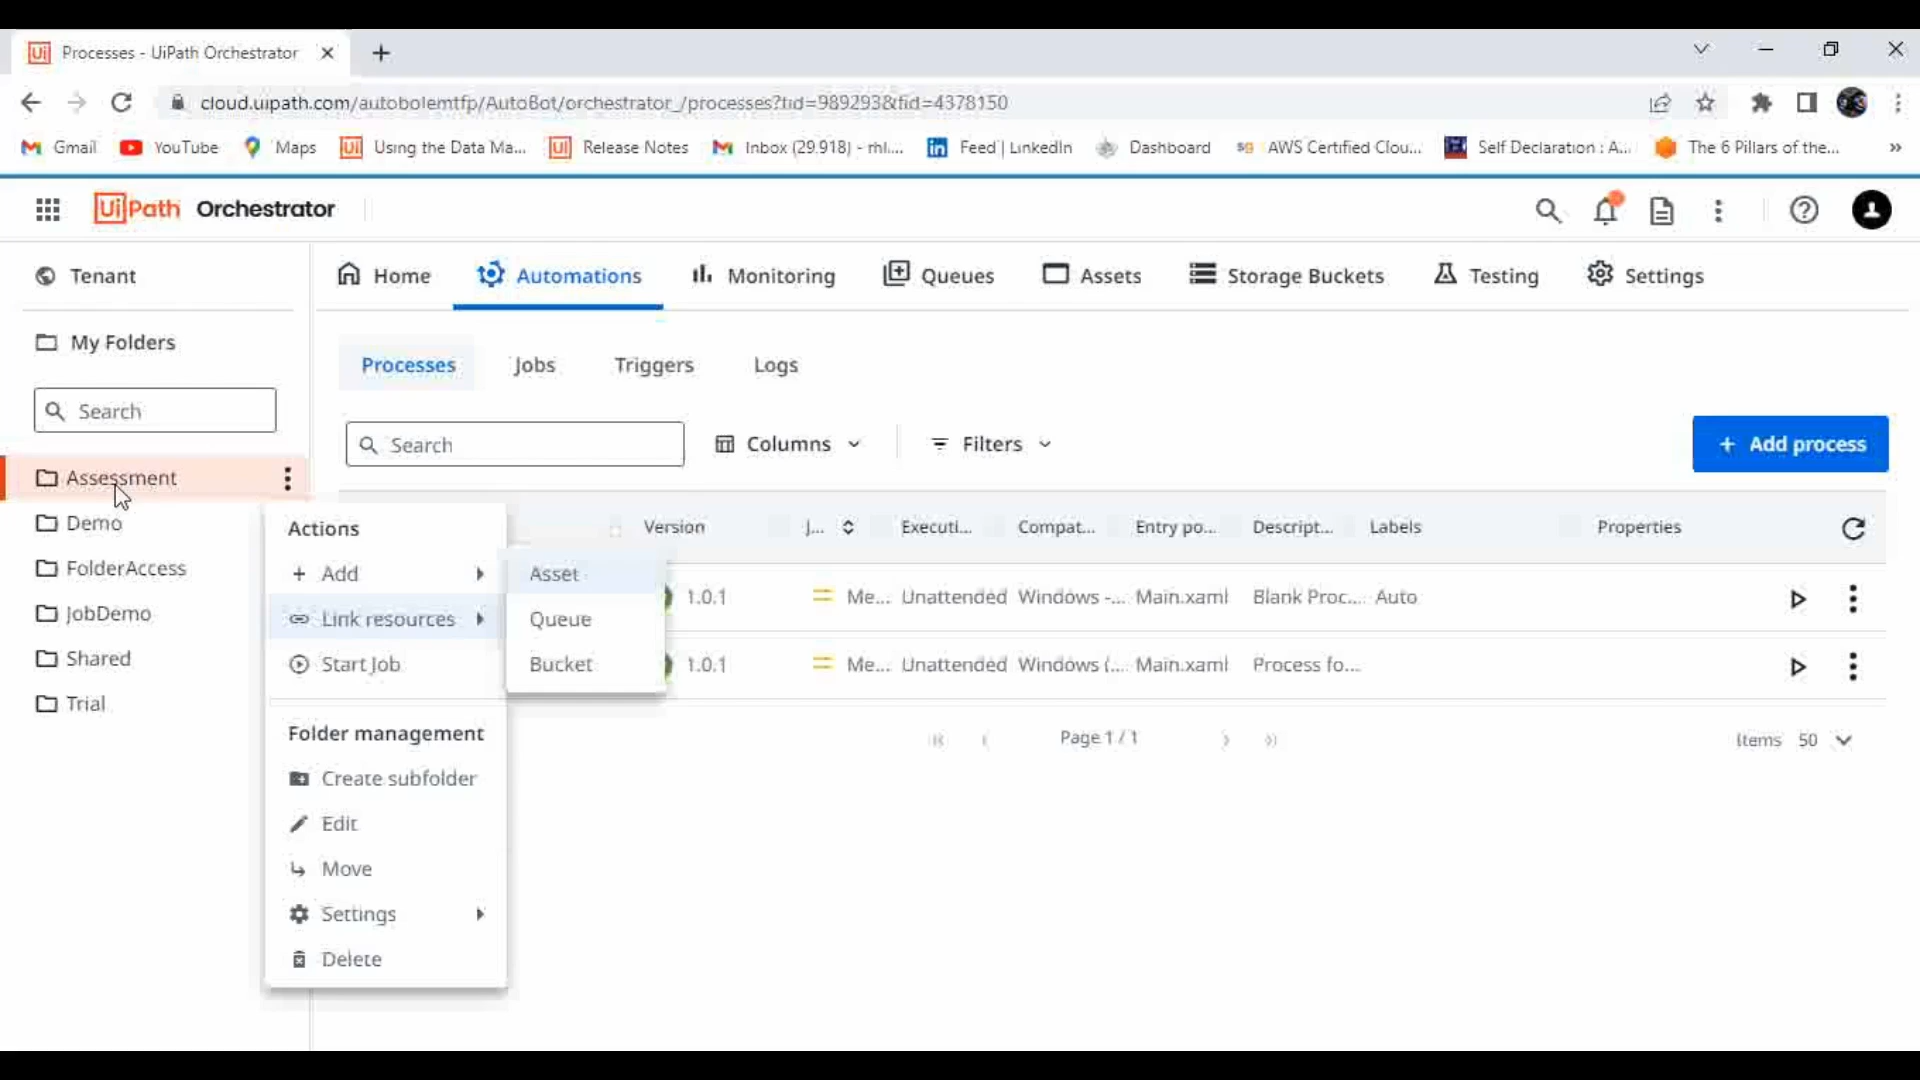 Processes - UiPath Orchestrator
cloud.uipath.com/autobolemtfp/AutoBot/orchestrator_/processes?tid=989293&fid=4378150
Gmail YouTube Maps Using the Data Ma... Release Notes Inbox (29,918) - rhl.... Feed | LinkedIn Dashboard sg AWS Certified Clou... Self Declaration : A... The 6 Pillars of the... »
UiPath Orchestrator
Tenant
Home Automations Monitoring Queues Assets Storage Buckets Testing Settings
My Folders
Processes Jobs Triggers Logs
Search
Search Columns Filters + Add process
Assessment
Demo
FolderAccess
JobDemo
Shared
Trial
Actions
+ Add
Link resources
Start Job
Asset
Queue
Bucket
Folder management
Create subfolder
Edit
Move
Settings
Delete
Version J... Executi... Compat... Entry po... Descript... Labels Properties
1.0.1 Me... Unattended Windows -... Main.xaml Blank Proc... Auto
1.0.1 Me... Unattended Windows (... Main.xaml Process fo...
Page 1 / 1
Items 50